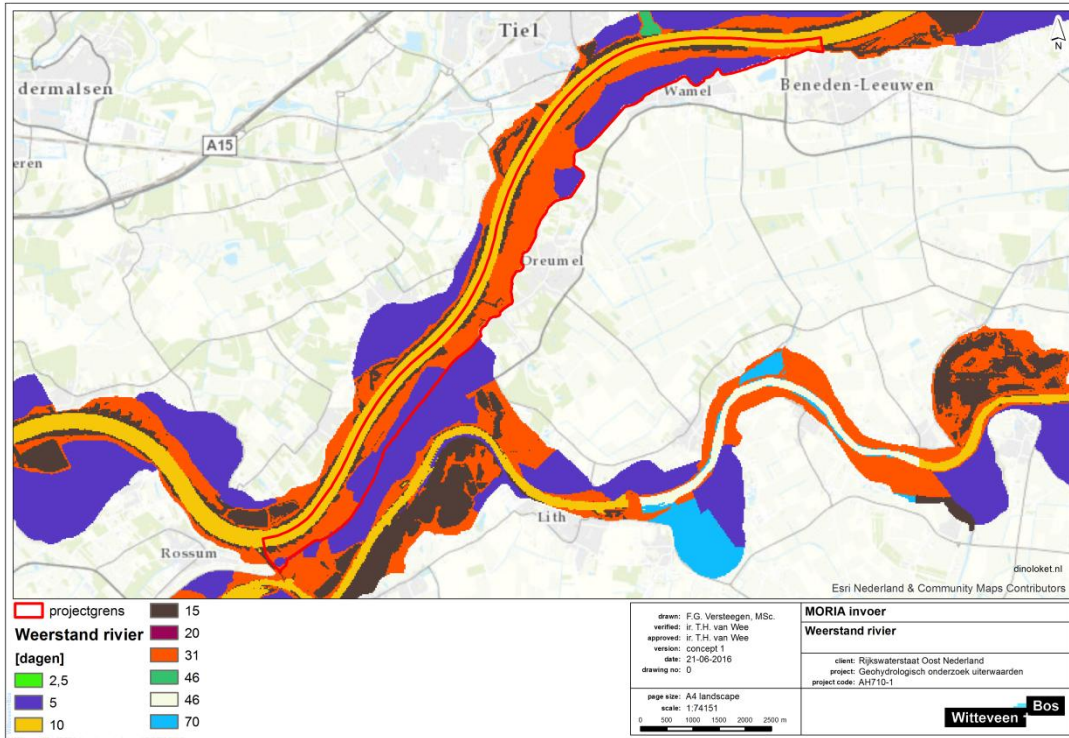 Tiel
dermalsen
Wamel
Beneden-Leeuwen
A15
eren
Dreumel
Lith
Rossum
N
dinoloket.nl
Esri Nederland & Community Maps Contributors
projectgrens
Weerstand rivier
[dagen]
2,5
5
10
15
20
31
46
46
70
drawn: F.G. Versteegen, MSc.
verified: ir. T.H. van Wee
approved: ir. T.H. van Wee
version: concept 1
date: 21-06-2016
drawing no: 0
page size: A4 landscape
scale: 1:74151
0 500 1000 1500 2000 2500 m
MORIA invoer
Weerstand rivier
client: Rijkswaterstaat Oost Nederland
project: Geohydrologisch onderzoek uiterwaarden
project code: AH710-1
Witteveen + Bos